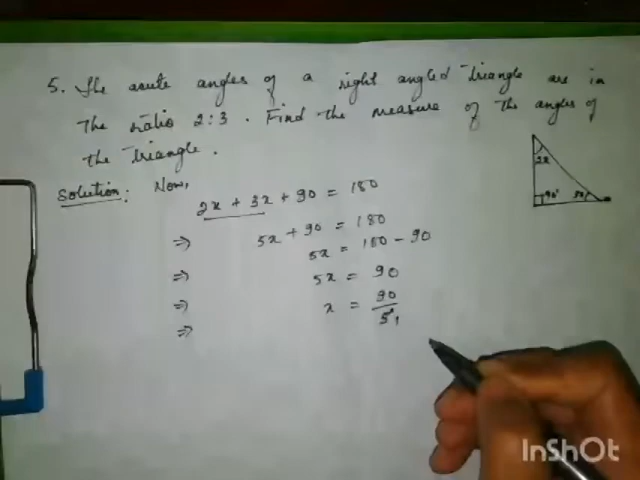 5. The acute angles of a right angled triangle are in
the ratio 2:3. Find the measure of the angles of
the triangle.
Solution: Now,
2x + 3x + 90 = 180
⇒ 5x + 90 = 180
5x = 180 - 90
⇒ 5x = 90
⇒ x = 90/5
⇒
2x
90°
3x
InShOt